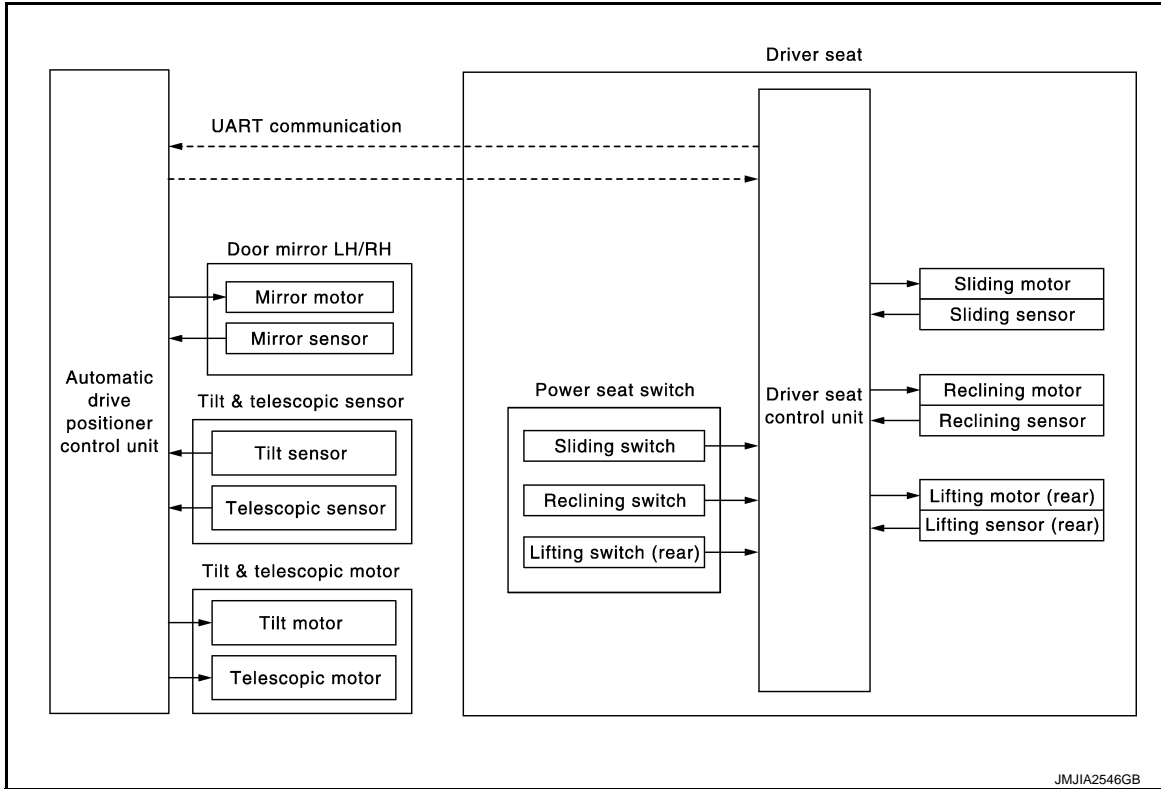 Driver seat
UART communication
Door mirror LH/RH
Mirror motor
Mirror sensor
Automatic
drive
positioner
control unit
Tilt & telescopic sensor
Tilt sensor
Telescopic sensor
Tilt & telescopic motor
Tilt motor
Telescopic motor
Power seat switch
Sliding switch
Reclining switch
Lifting switch (rear)
Driver seat
control unit
Sliding motor
Sliding sensor
Reclining motor
Reclining sensor
Lifting motor (rear)
Lifting sensor (rear)
JMJIA2546GB